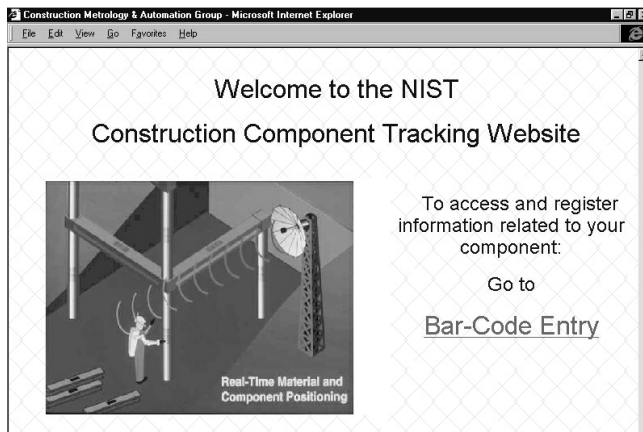 Construction Metrology & Automation Group - Microsoft Internet Explorer
File Edit View Go Favorites Help
Welcome to the NIST
Construction Component Tracking Website
To access and register
information related to your
component:
Go to
Bar-Code Entry
Real-Time Material and
Component Positioning